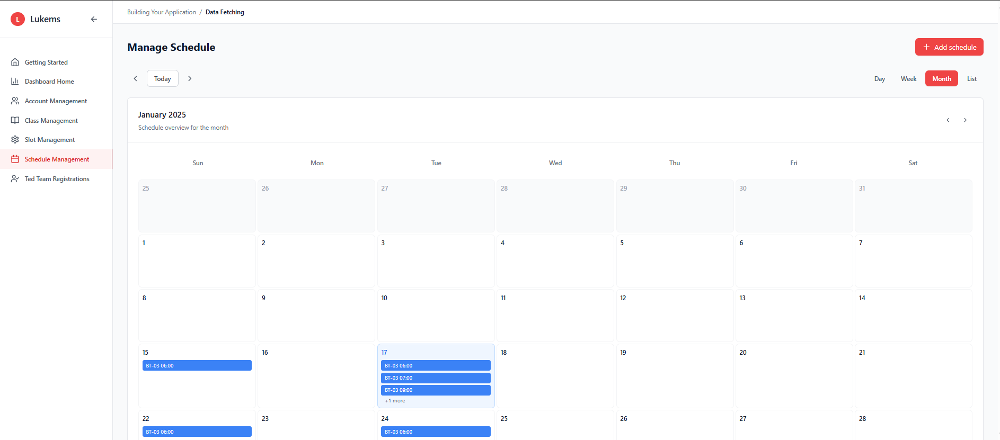 L Lukems
Building Your Application / Data Fetching
Getting Started
Dashboard Home
Account Management
Class Management
Slot Management
Schedule Management
Ted Team Registrations
Manage Schedule
+ Add schedule
Today
Day Week Month List
January 2025
Schedule overview for the month
Sun Mon Tue Wed Thu Fri Sat
25 26 27 28 29 30 31
1 2 3 4 5 6 7
8 9 10 11 12 13 14
15 16 17 18 19 20 21
BT-03 06:00 BT-03 06:00
BT-03 07:00
BT-03 09:00
+1 more
22 23 24 25 26 27 28
BT-03 06:00 BT-03 06:00